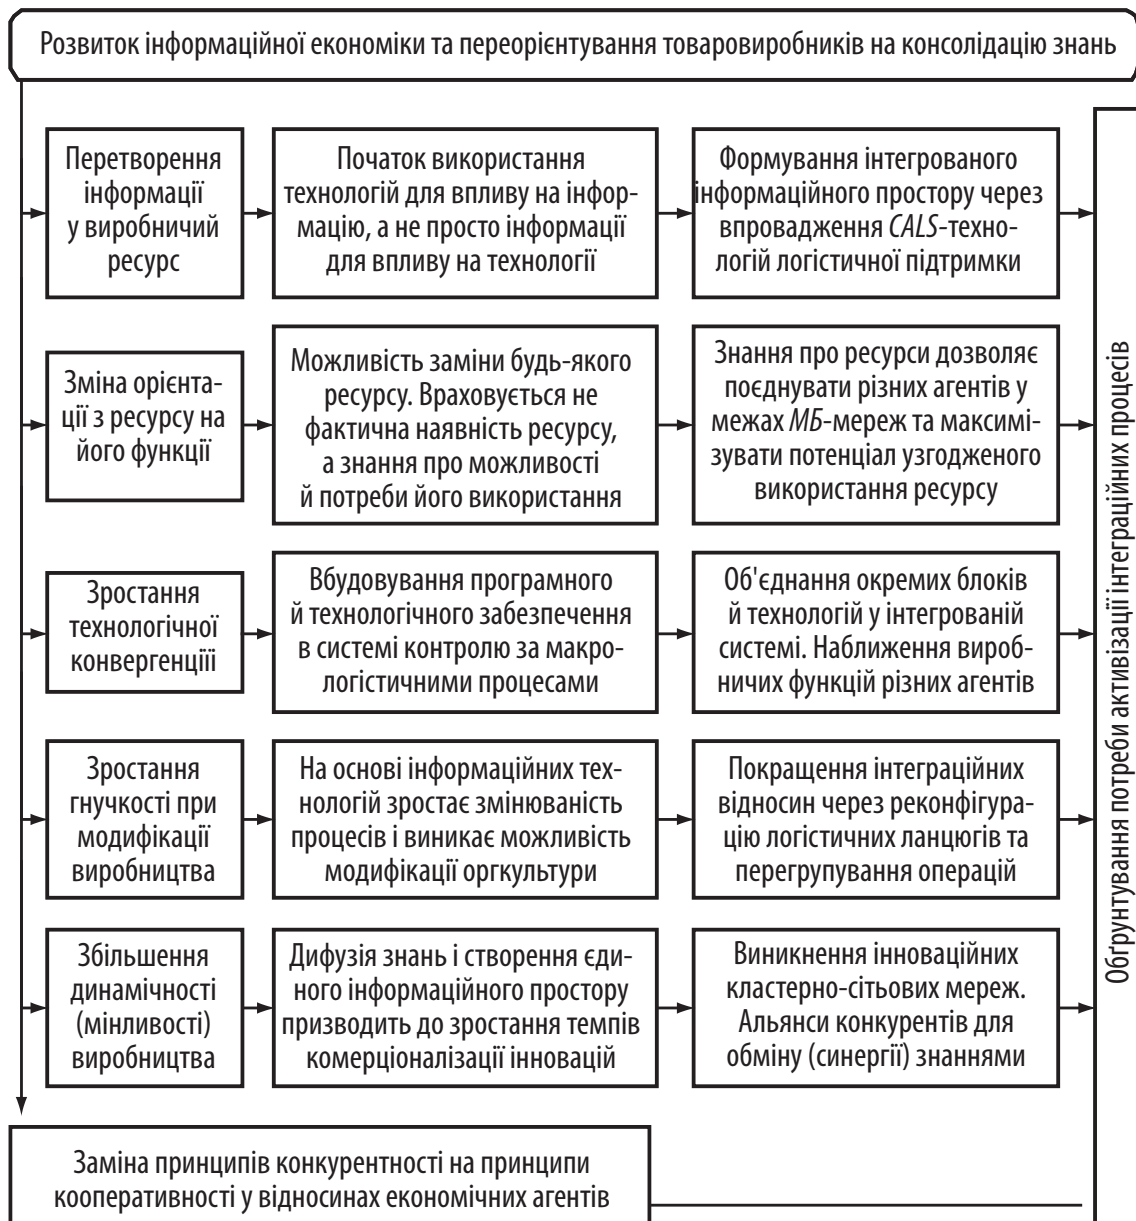 Розвиток інформаційної економіки та переорієнтування товаровиробників на консолідацію знань
Перетворення
інформації
у виробничий
ресурс
Початок використання
технологій для впливу на інфор-
мацію, а не просто інформації
для впливу на технології
Формування інтегрованого
інформаційного простору через
впровадження CALS-техно-
логій логістичної підтримки
Зміна орієнта-
ції з ресурсу на
його функції
Можливість заміни будь-якого
ресурсу. Враховується не
фактична наявність ресурсу,
а знання про можливості
й потреби його використання
Знання про ресурси дозволяє
поєднувати різних агентів у
межах МБ-мереж та максимі-
зувати потенціал узгодженого
використання ресурсу
Зростання
технологічної
конвергенціії
Вбудовування програмного
й технологічного забезпечення
в системі контролю за макро-
логістичними процесами
Об'єднання окремих блоків
й технологій у інтегрованій
системі. Наближення вироб-
ничих функцій різних агентів
Зростання
гнучкості при
модифікації
виробництва
На основі інформаційних тех-
нологій зростає змінюваність
процесів і виникає можливість
модифікації оргкультури
Покращення інтеграційних
відносин через реконфігура-
цію логістичних ланцюгів та
перегрупування операцій
Збільшення
динамічності
(мінливості)
виробництва
Дифузія знань і створення єди-
ного інформаційного простору
призводить до зростання темпів
комерціоналізації інновацій
Виникнення інноваційних
кластерно-сітьових мереж.
Альянси конкурентів для
обміну (синергії) знаннями
Заміна принципів конкурентності на принципи
кооперативності у відносинах економічних агентів
Обґрунтування потреби активізації інтеграційних процесів